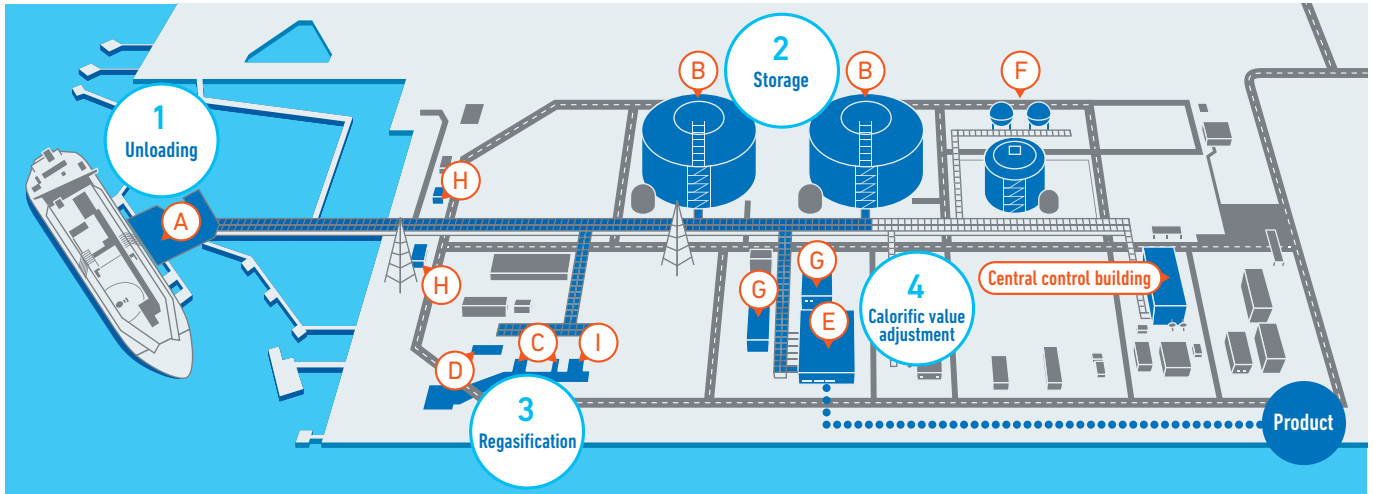 1
Unloading
A
H
H
B
2
Storage
B
F
G
G
E
4
Calorific value
adjustment
Central control building
D
C
I
3
Regasification
Product